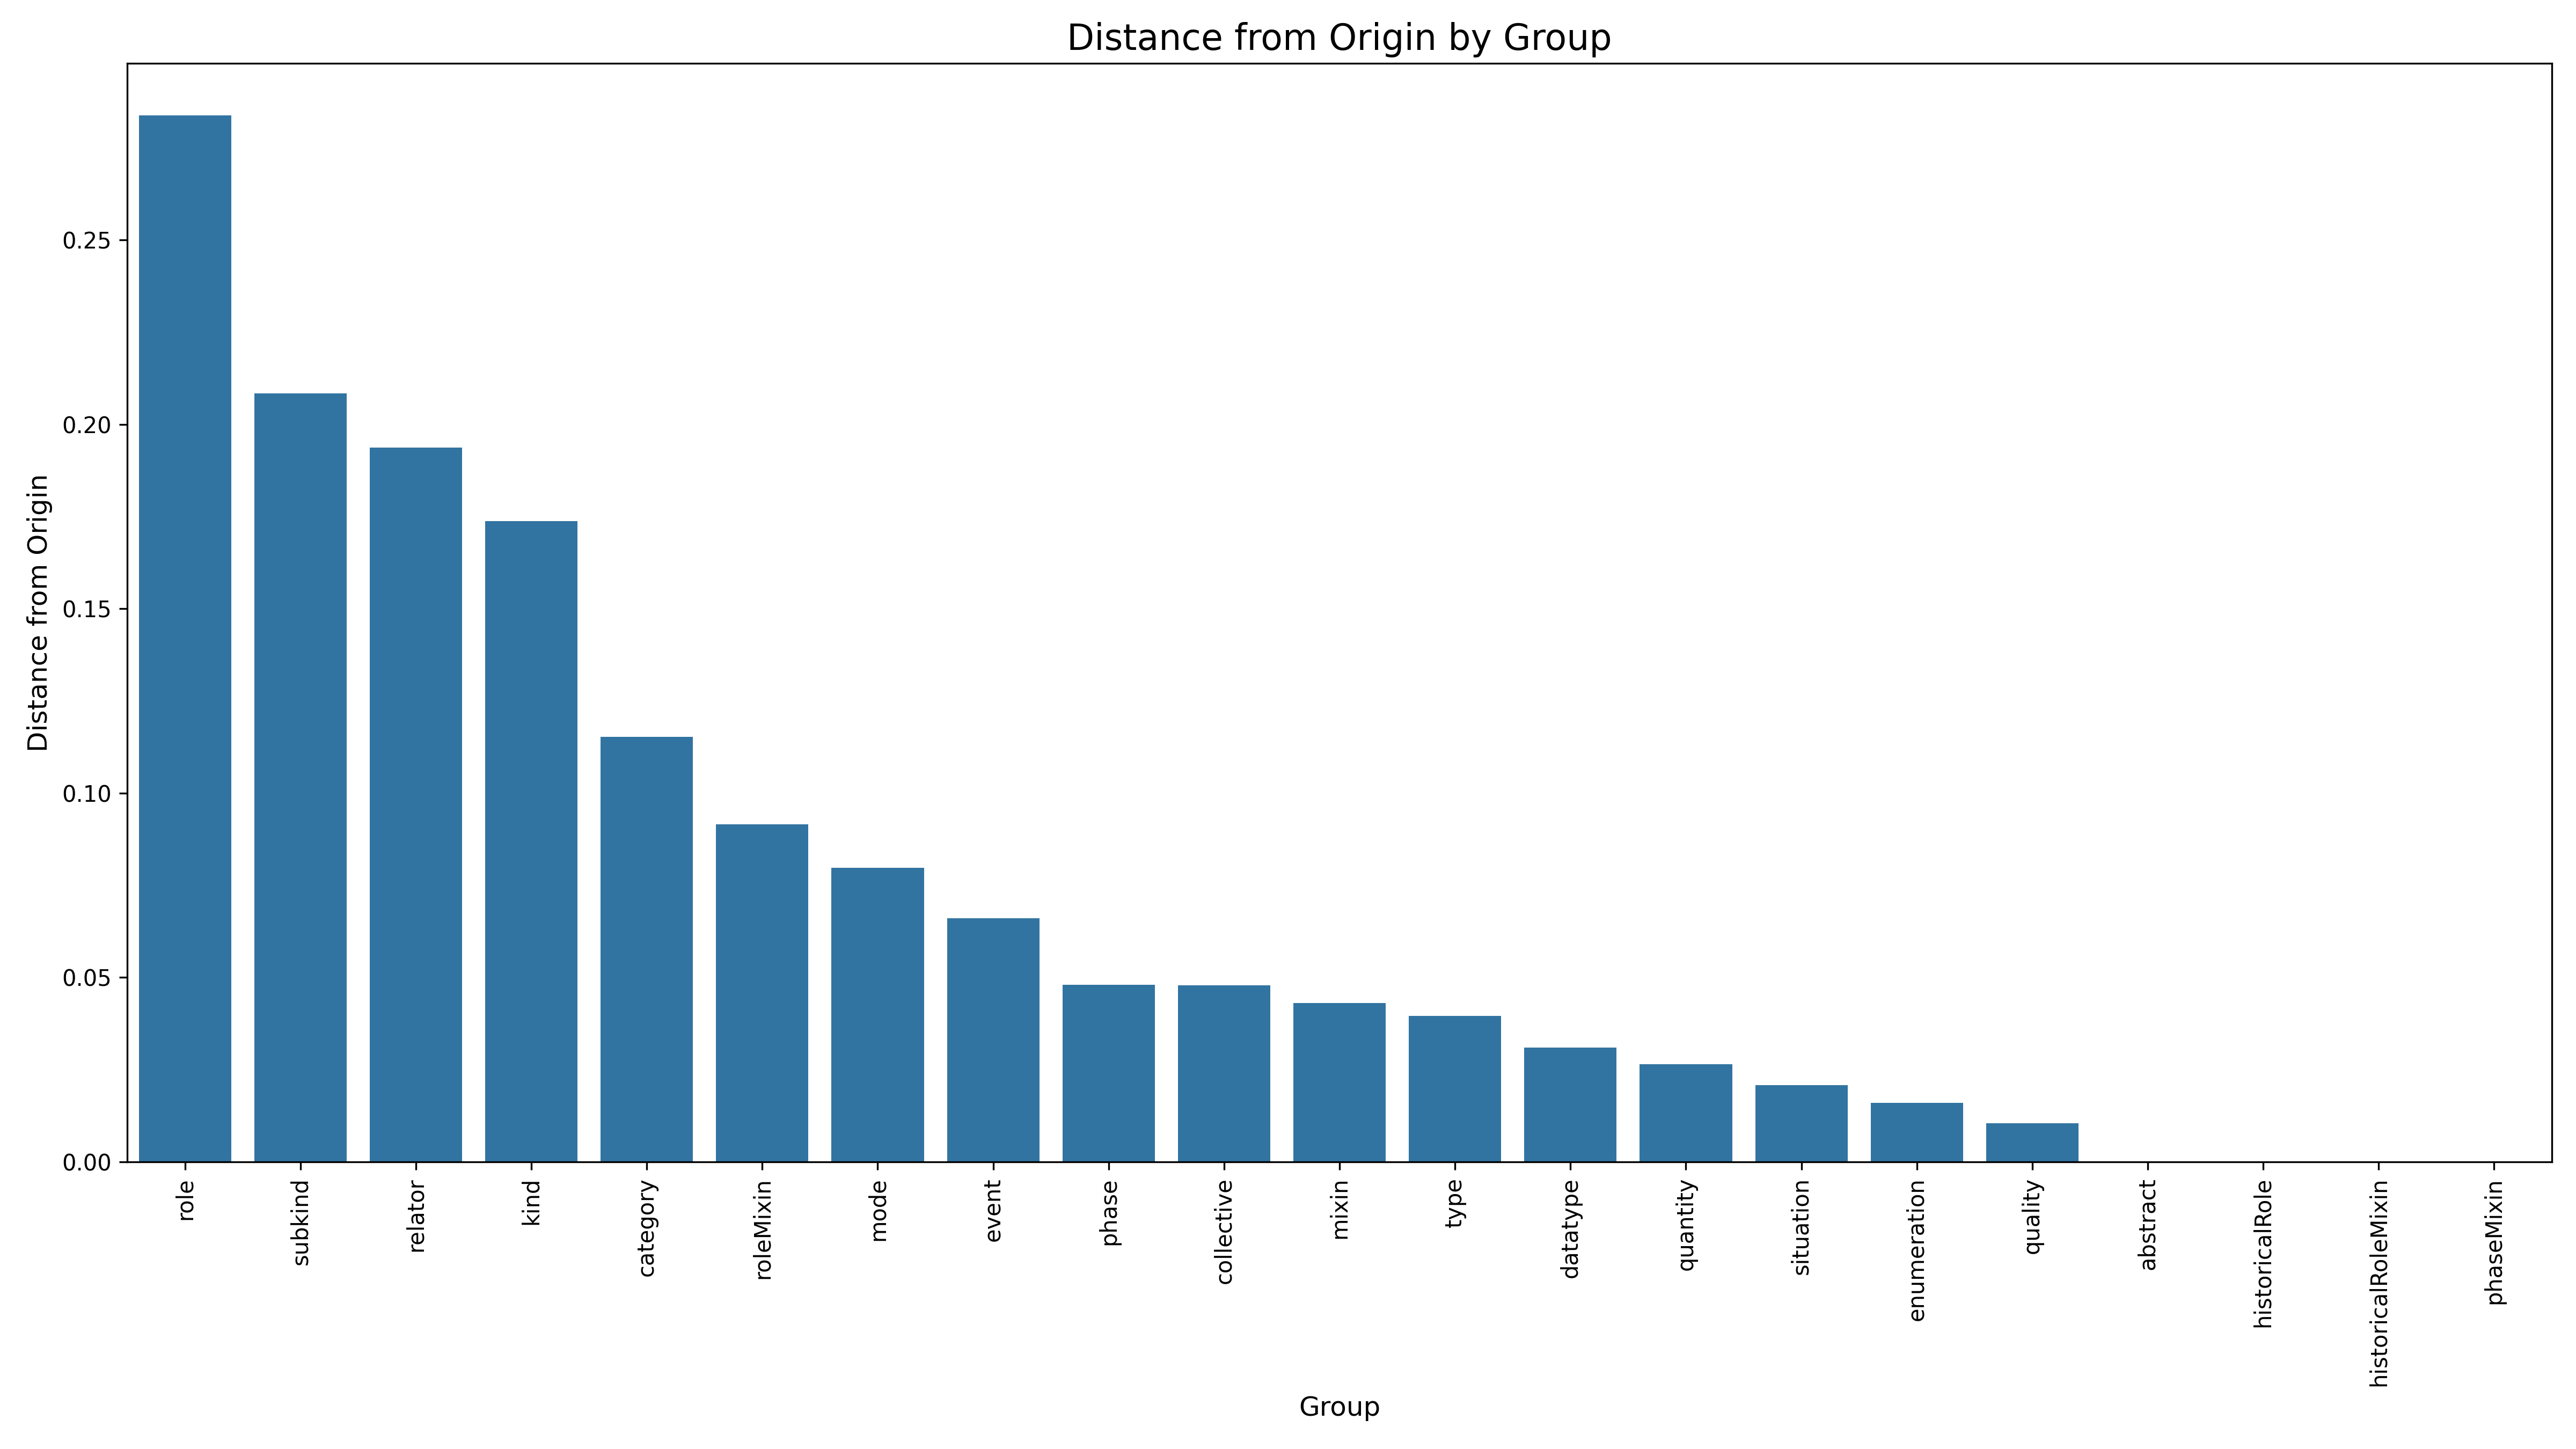 Distance from Origin by Group
Distance from Origin
0.25
0.20
0.15
0.10
0.05
0.00
role
subkind
relator
kind
category
roleMixin
mode
event
phase
collective
mixin
type
datatype
quantity
situation
enumeration
quality
abstract
historicalRole
historicalRoleMixin
phaseMixin
Group